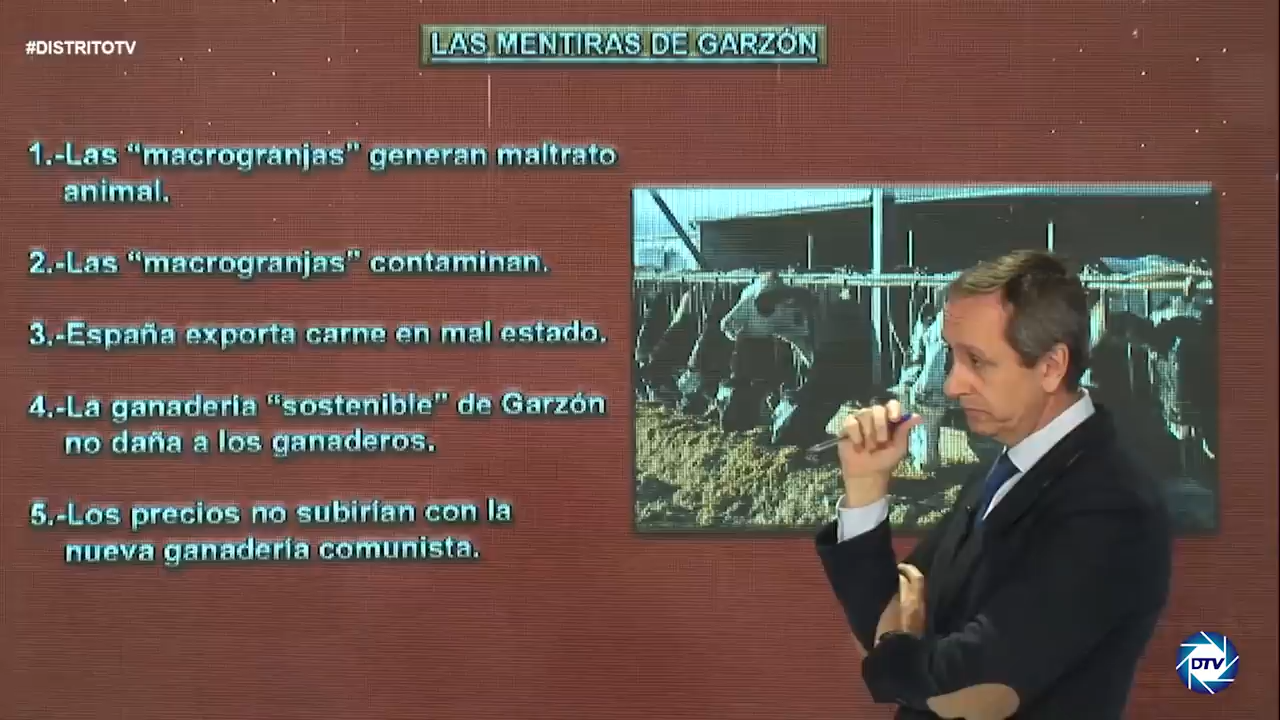 #DISTRITOTV
LAS MENTIRAS DE GARZÓN
1.-Las “macrogranjas” generan maltrato
animal.
2.-Las “macrogranjas” contaminan.
3.-España exporta carne en mal estado.
4.-La ganadería “sostenible” de Garzón
no daña a los ganaderos.
5.-Los precios no subirían con la
nueva ganadería comunista.
DTV